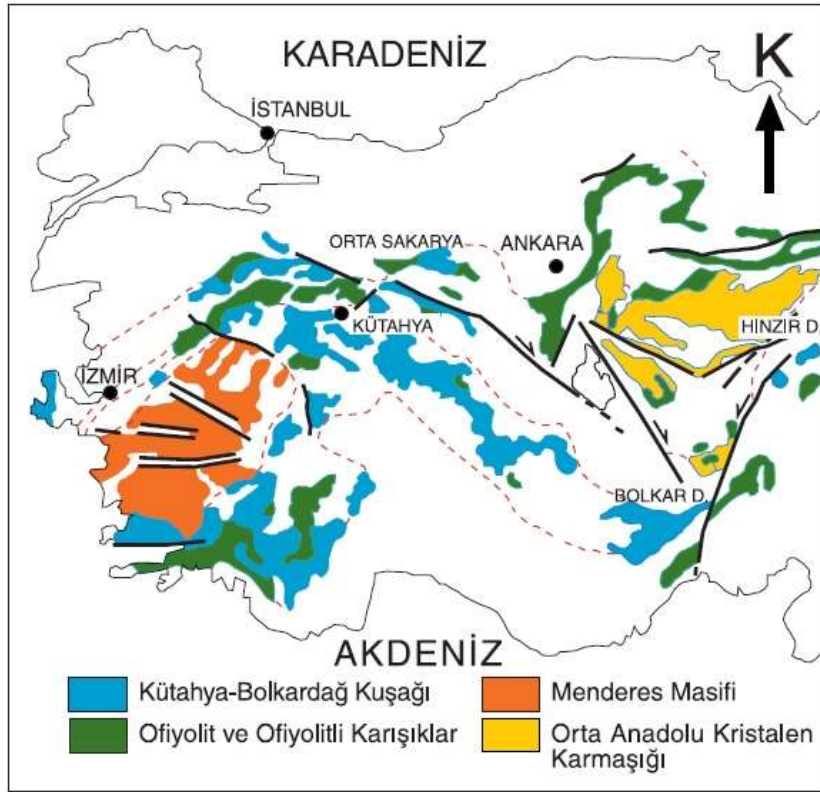 KARADENİZ
K
İSTANBUL
ORTA SAKARYA
ANKARA
KÜTAHYA
HINZIR D.
İZMİR
BOLKAR D.
AKDENİZ
Kütahya-Bolkardağ Kuşağı
Menderes Masifi
Ofiyolit ve Ofiyolitli Karışıklar
Orta Anadolu Kristalen
Karmaşığı